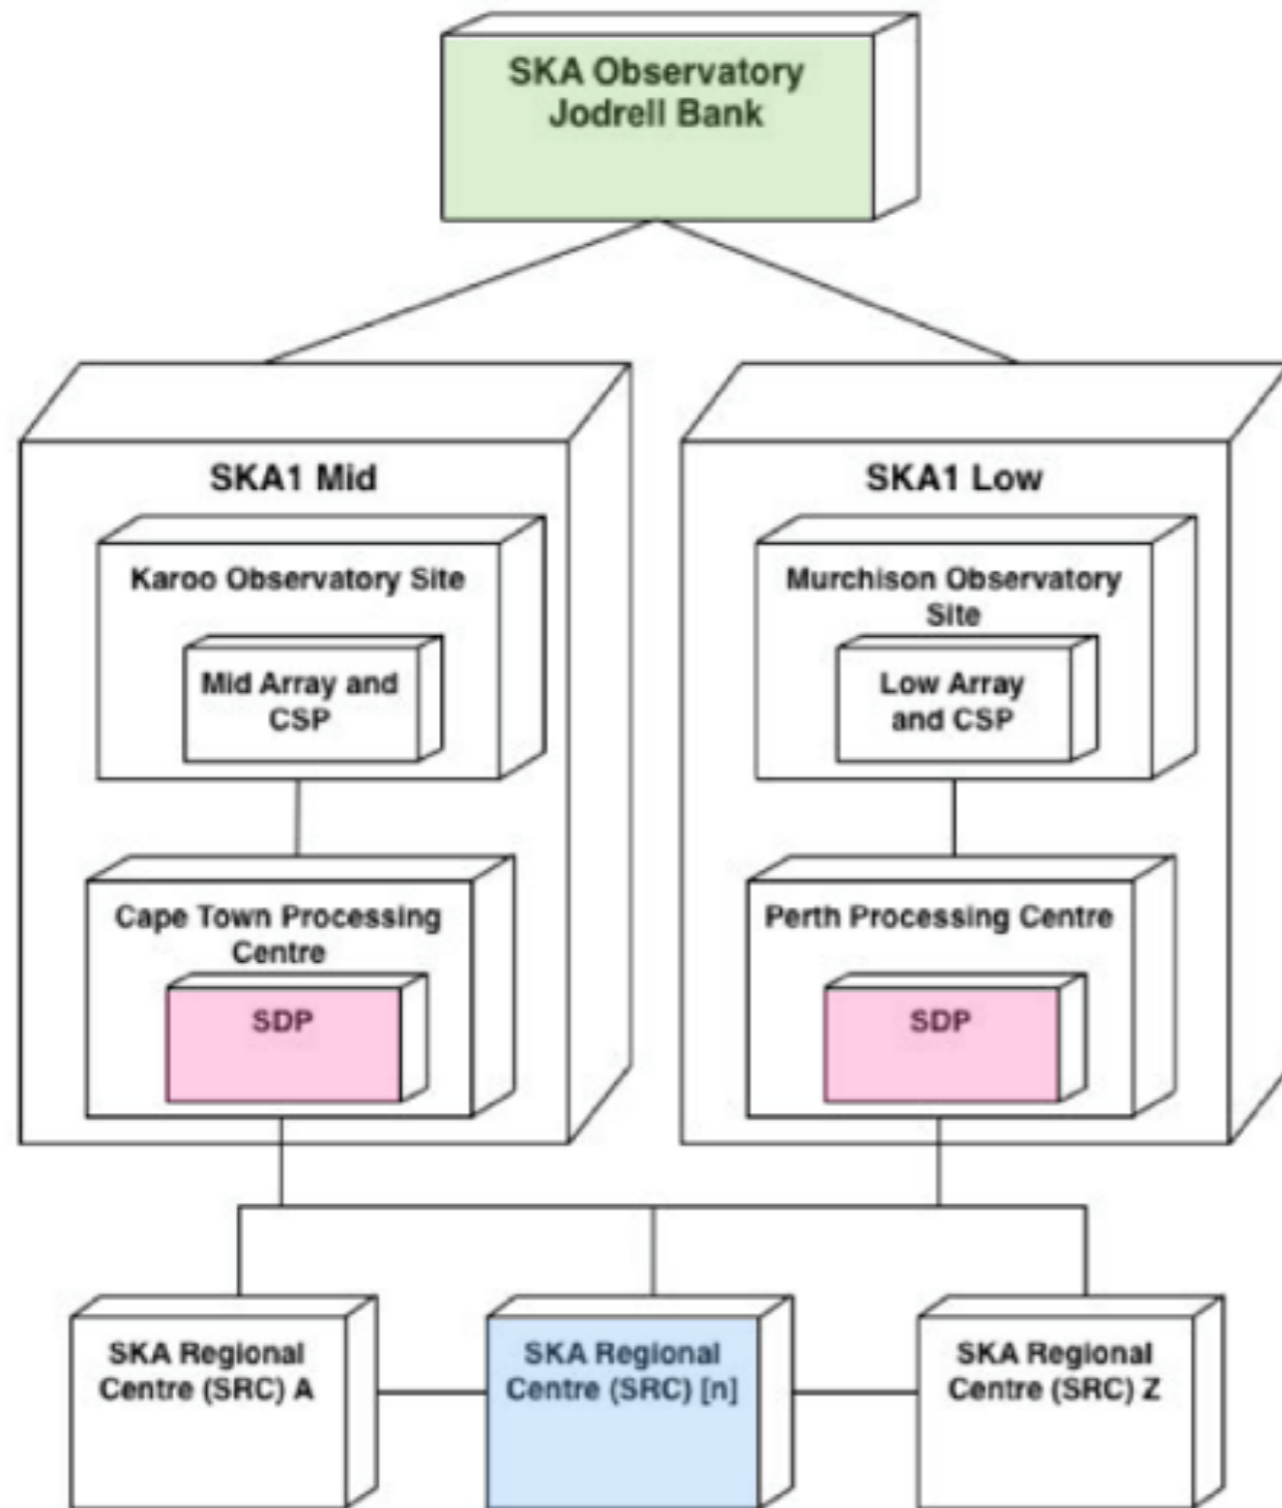 SKA Observatory
Jodrell Bank
SKA1 Mid
Karoo Observatory Site
Mid Array and
CSP
Cape Town Processing
Centre
SDP
SKA1 Low
Murchison Observatory
Site
Low Array
and CSP
Perth Processing Centre
SDP
SKA Regional
Centre (SRC) A
SKA Regional
Centre (SRC) [n]
SKA Regional
Centre (SRC) Z